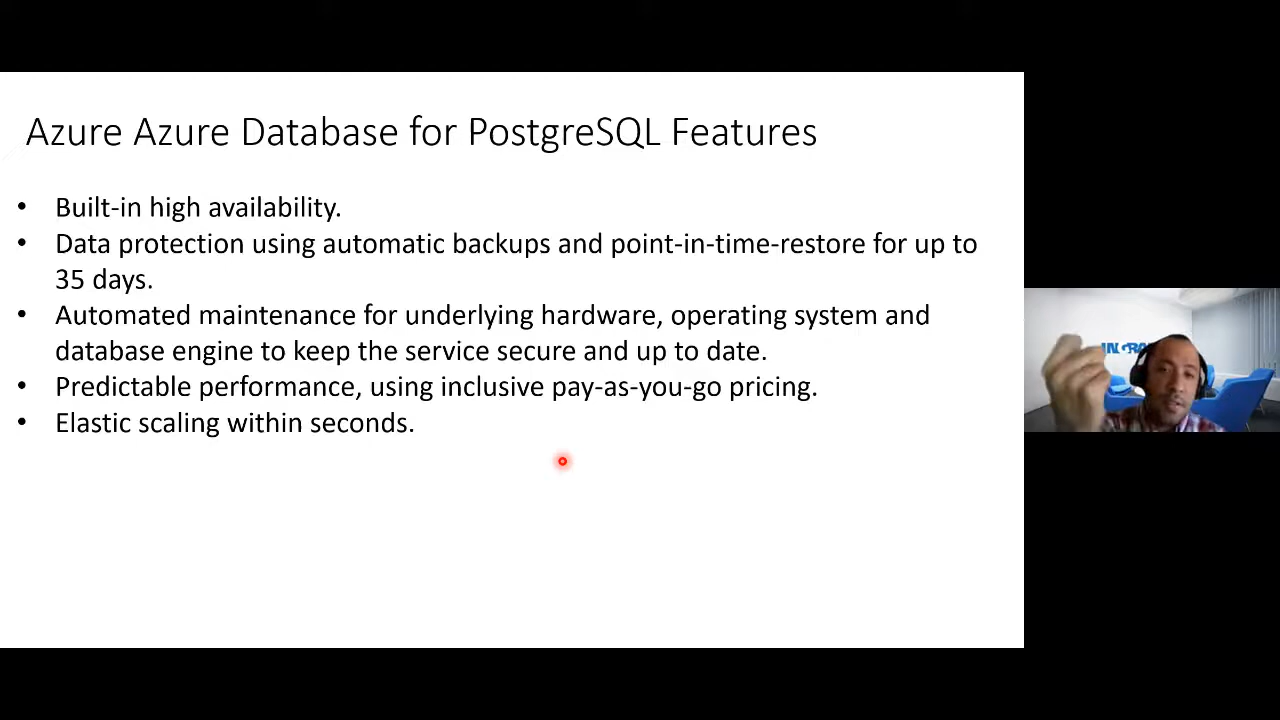 Azure Azure Database for PostgreSQL Features
• Built-in high availability.
• Data protection using automatic backups and point-in-time-restore for up to
35 days.
• Automated maintenance for underlying hardware, operating system and
database engine to keep the service secure and up to date.
• Predictable performance, using inclusive pay-as-you-go pricing.
• Elastic scaling within seconds.